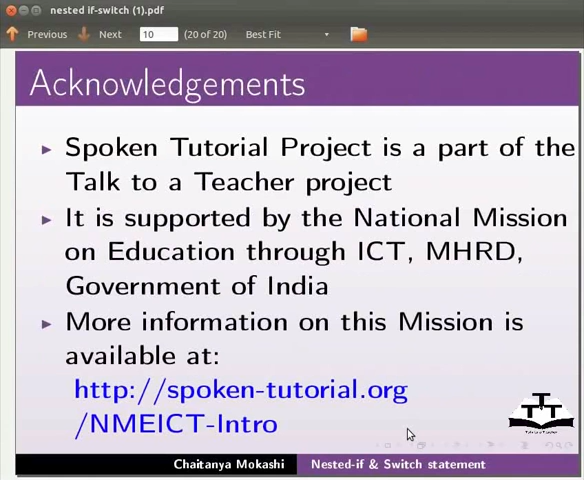 nested if-switch (1).pdf
Previous Next 10 (20 of 20) Best Fit
Acknowledgements
Spoken Tutorial Project is a part of the
Talk to a Teacher project
It is supported by the National Mission
on Education through ICT, MHRD,
Government of India
More information on this Mission is
available at:
http://spoken-tutorial.org
/NMEICT-Intro
TTT
Chaitanya Mokashi Nested-if & Switch statement